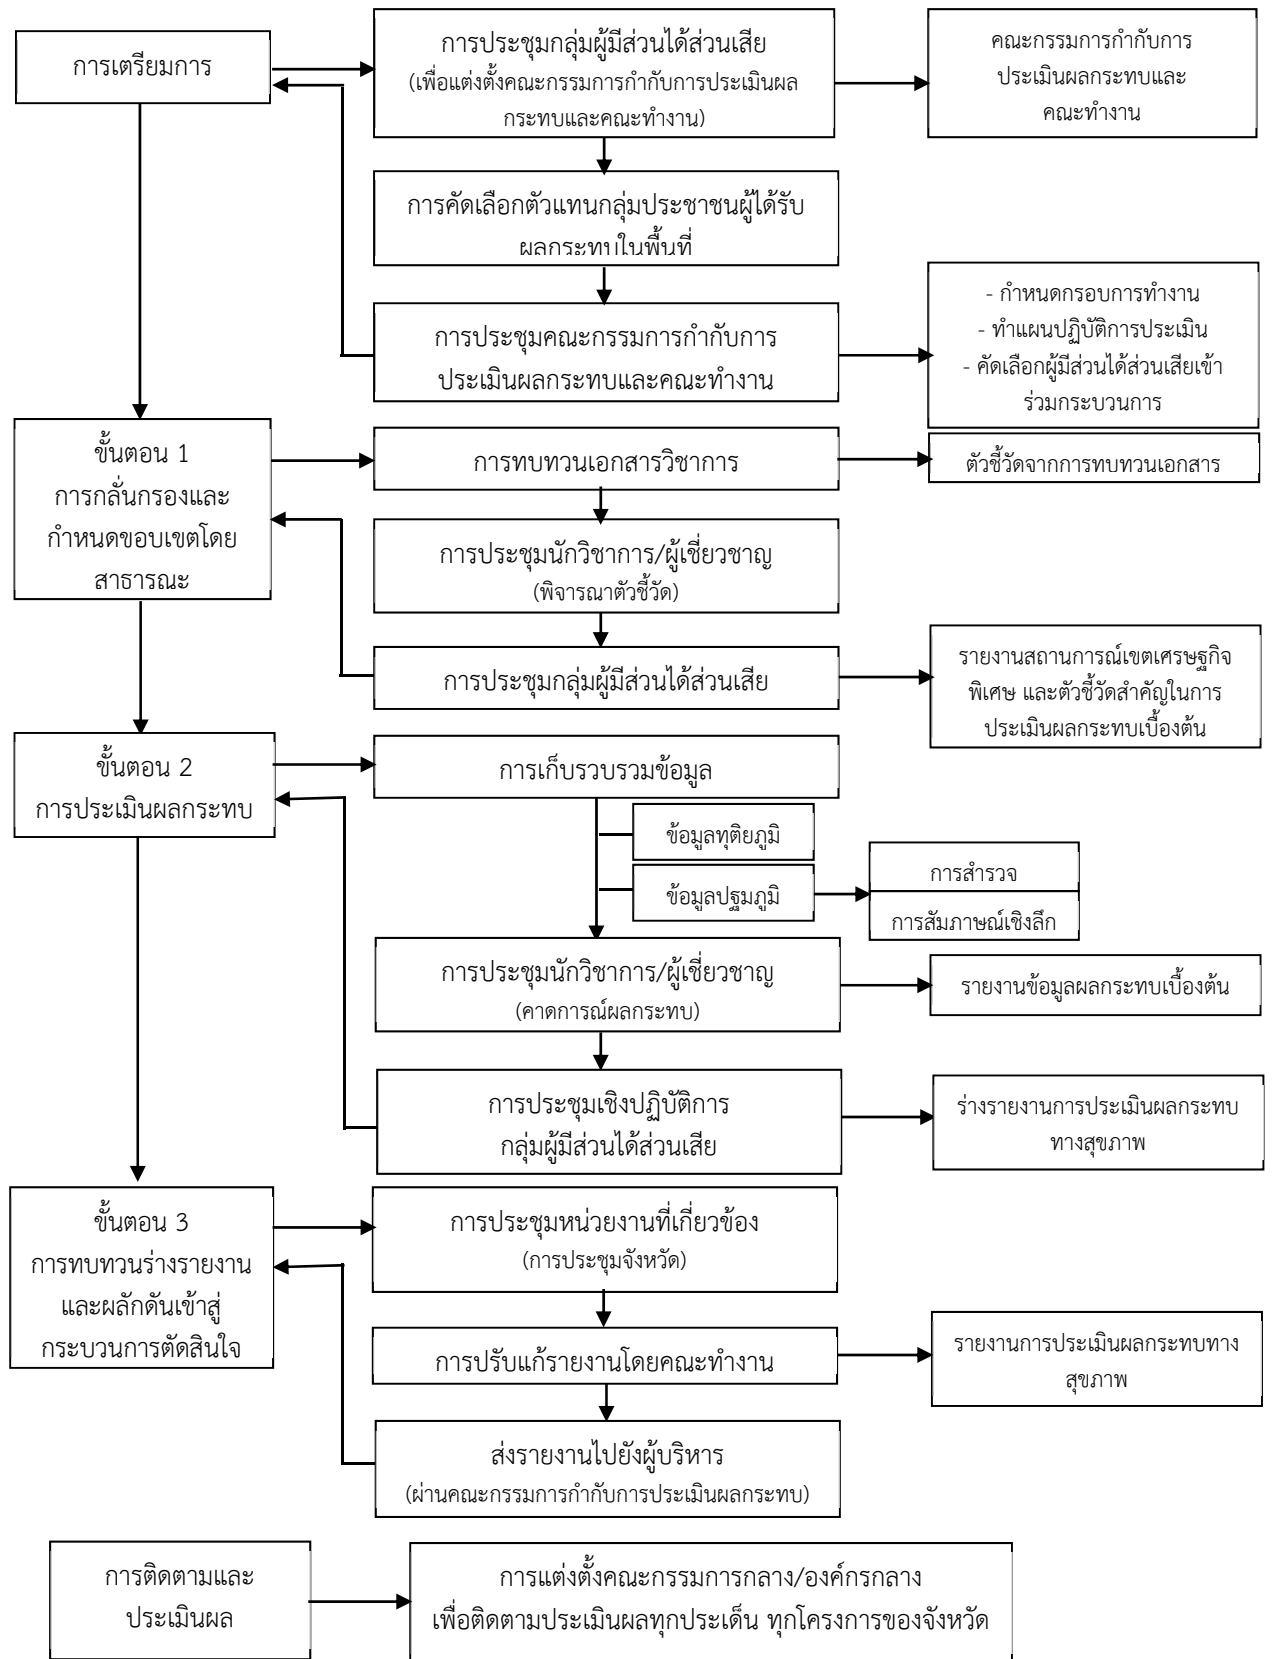 การเตรียมการ
การประชุมกลุ่มผู้มีส่วนได้ส่วนเสีย
(เพื่อแต่งตั้งคณะกรรมการกำกับการประเมินผล
กระทบและคณะทำงาน)
คณะกรรมการกำกับการ
ประเมินผลกระทบและ
คณะทำงาน
การคัดเลือกตัวแทนกลุ่มประชาชนผู้ได้รับ
ผลกระทบในพื้นที่
การประชุมคณะกรรมการกำกับการ
ประเมินผลกระทบและคณะทำงาน
- กำหนดกรอบการทำงาน
- ทำแผนปฏิบัติการประเมิน
- คัดเลือกผู้มีส่วนได้ส่วนเสียเข้า
ร่วมกระบวนการ
ขั้นตอน 1
การกลั่นกรองและ
กำหนดขอบเขตโดย
สาธารณะ
การทบทวนเอกสารวิชาการ
ตัวชี้วัดจากการทบทวนเอกสาร
การประชุมนักวิชาการ/ผู้เชี่ยวชาญ
(พิจารณาตัวชี้วัด)
การประชุมกลุ่มผู้มีส่วนได้ส่วนเสีย
รายงานสถานการณ์เขตเศรษฐกิจ
พิเศษ และตัวชี้วัดสำคัญในการ
ประเมินผลกระทบเบื้องต้น
ขั้นตอน 2
การประเมินผลกระทบ
การเก็บรวบรวมข้อมูล
ข้อมูลทุติยภูมิ
ข้อมูลปฐมภูมิ
การสำรวจ
การสัมภาษณ์เชิงลึก
การประชุมนักวิชาการ/ผู้เชี่ยวชาญ
(คาดการณ์ผลกระทบ)
รายงานข้อมูลผลกระทบเบื้องต้น
การประชุมเชิงปฏิบัติการ
กลุ่มผู้มีส่วนได้ส่วนเสีย
ร่างรายงานการประเมินผลกระทบ
ทางสุขภาพ
ขั้นตอน 3
การทบทวนร่างรายงาน
และผลักดันเข้าสู่
กระบวนการตัดสินใจ
การประชุมหน่วยงานที่เกี่ยวข้อง
(การประชุมจังหวัด)
การปรับแก้รายงานโดยคณะทำงาน
รายงานการประเมินผลกระทบทาง
สุขภาพ
ส่งรายงานไปยังผู้บริหาร
(ผ่านคณะกรรมการกำกับการประเมินผลกระทบ)
การติดตามและ
ประเมินผล
การแต่งตั้งคณะกรรมการกลาง/องค์กรกลาง
เพื่อติดตามประเมินผลทุกประเด็น ทุกโครงการของจังหวัด